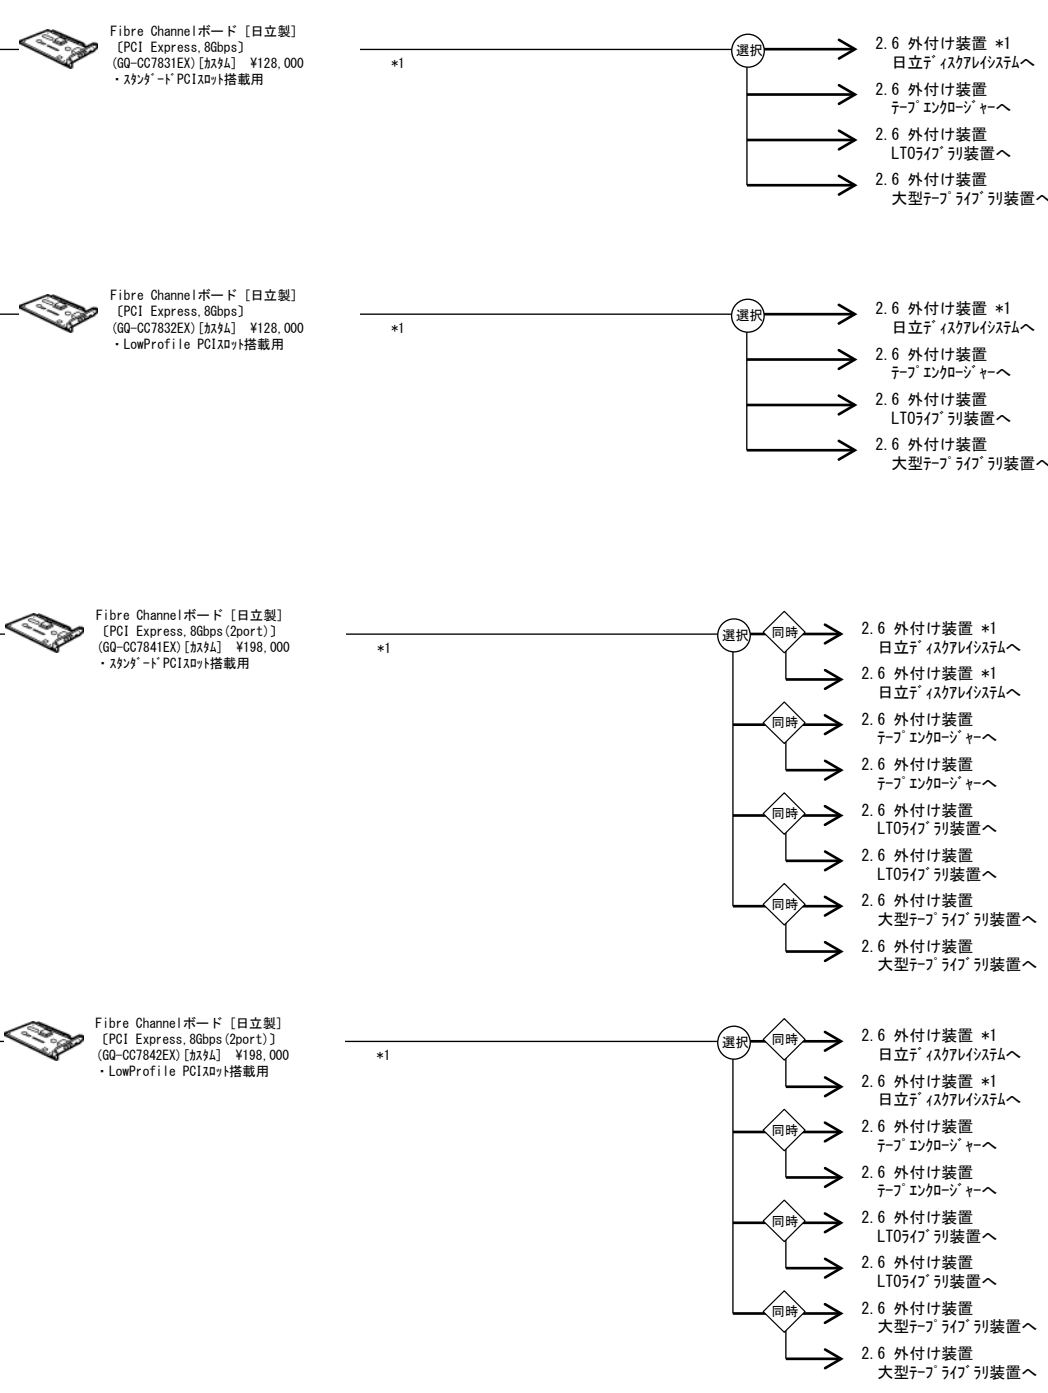 Fibre Channelボード [日立製]
〔PCI Express,8Gbps〕
(GQ-CC7831EX)[ｶｽﾀﾑ] ¥128,000
・ｽﾀﾝﾀﾞｰﾄﾞPCIｽﾛｯﾄ搭載用
*1
選択
2.6 外付け装置 *1
日立ﾃﾞｨｽｸｱﾚｲｼｽﾃﾑへ
2.6 外付け装置
ﾃｰﾌﾟｴﾝｸﾛｰｼﾞｬｰへ
2.6 外付け装置
LTOﾗｲﾌﾞﾗﾘ装置へ
2.6 外付け装置
大型ﾃｰﾌﾟﾗｲﾌﾞﾗﾘ装置へ
Fibre Channelボード [日立製]
〔PCI Express,8Gbps〕
(GQ-CC7832EX)[ｶｽﾀﾑ] ¥128,000
・LowProfile PCIｽﾛｯﾄ搭載用
*1
選択
2.6 外付け装置 *1
日立ﾃﾞｨｽｸｱﾚｲｼｽﾃﾑへ
2.6 外付け装置
ﾃｰﾌﾟｴﾝｸﾛｰｼﾞｬｰへ
2.6 外付け装置
LTOﾗｲﾌﾞﾗﾘ装置へ
2.6 外付け装置
大型ﾃｰﾌﾟﾗｲﾌﾞﾗﾘ装置へ
Fibre Channelボード [日立製]
〔PCI Express,8Gbps(2port)〕
(GQ-CC7841EX)[ｶｽﾀﾑ] ¥198,000
・ｽﾀﾝﾀﾞｰﾄﾞPCIｽﾛｯﾄ搭載用
*1
選択
同時
2.6 外付け装置 *1
日立ﾃﾞｨｽｸｱﾚｲｼｽﾃﾑへ
2.6 外付け装置 *1
日立ﾃﾞｨｽｸｱﾚｲｼｽﾃﾑへ
同時
2.6 外付け装置
ﾃｰﾌﾟｴﾝｸﾛｰｼﾞｬｰへ
2.6 外付け装置
ﾃｰﾌﾟｴﾝｸﾛｰｼﾞｬｰへ
同時
2.6 外付け装置
LTOﾗｲﾌﾞﾗﾘ装置へ
2.6 外付け装置
LTOﾗｲﾌﾞﾗﾘ装置へ
同時
2.6 外付け装置
大型ﾃｰﾌﾟﾗｲﾌﾞﾗﾘ装置へ
2.6 外付け装置
大型ﾃｰﾌﾟﾗｲﾌﾞﾗﾘ装置へ
Fibre Channelボード [日立製]
〔PCI Express,8Gbps(2port)〕
(GQ-CC7842EX)[ｶｽﾀﾑ] ¥198,000
・LowProfile PCIｽﾛｯﾄ搭載用
*1
選択
同時
2.6 外付け装置 *1
日立ﾃﾞｨｽｸｱﾚｲｼｽﾃﾑへ
2.6 外付け装置 *1
日立ﾃﾞｨｽｸｱﾚｲｼｽﾃﾑへ
同時
2.6 外付け装置
ﾃｰﾌﾟｴﾝｸﾛｰｼﾞｬｰへ
2.6 外付け装置
ﾃｰﾌﾟｴﾝｸﾛｰｼﾞｬｰへ
同時
2.6 外付け装置
LTOﾗｲﾌﾞﾗﾘ装置へ
2.6 外付け装置
LTOﾗｲﾌﾞﾗﾘ装置へ
同時
2.6 外付け装置
大型ﾃｰﾌﾟﾗｲﾌﾞﾗﾘ装置へ
2.6 外付け装置
大型ﾃｰﾌﾟﾗｲﾌﾞﾗﾘ装置へ